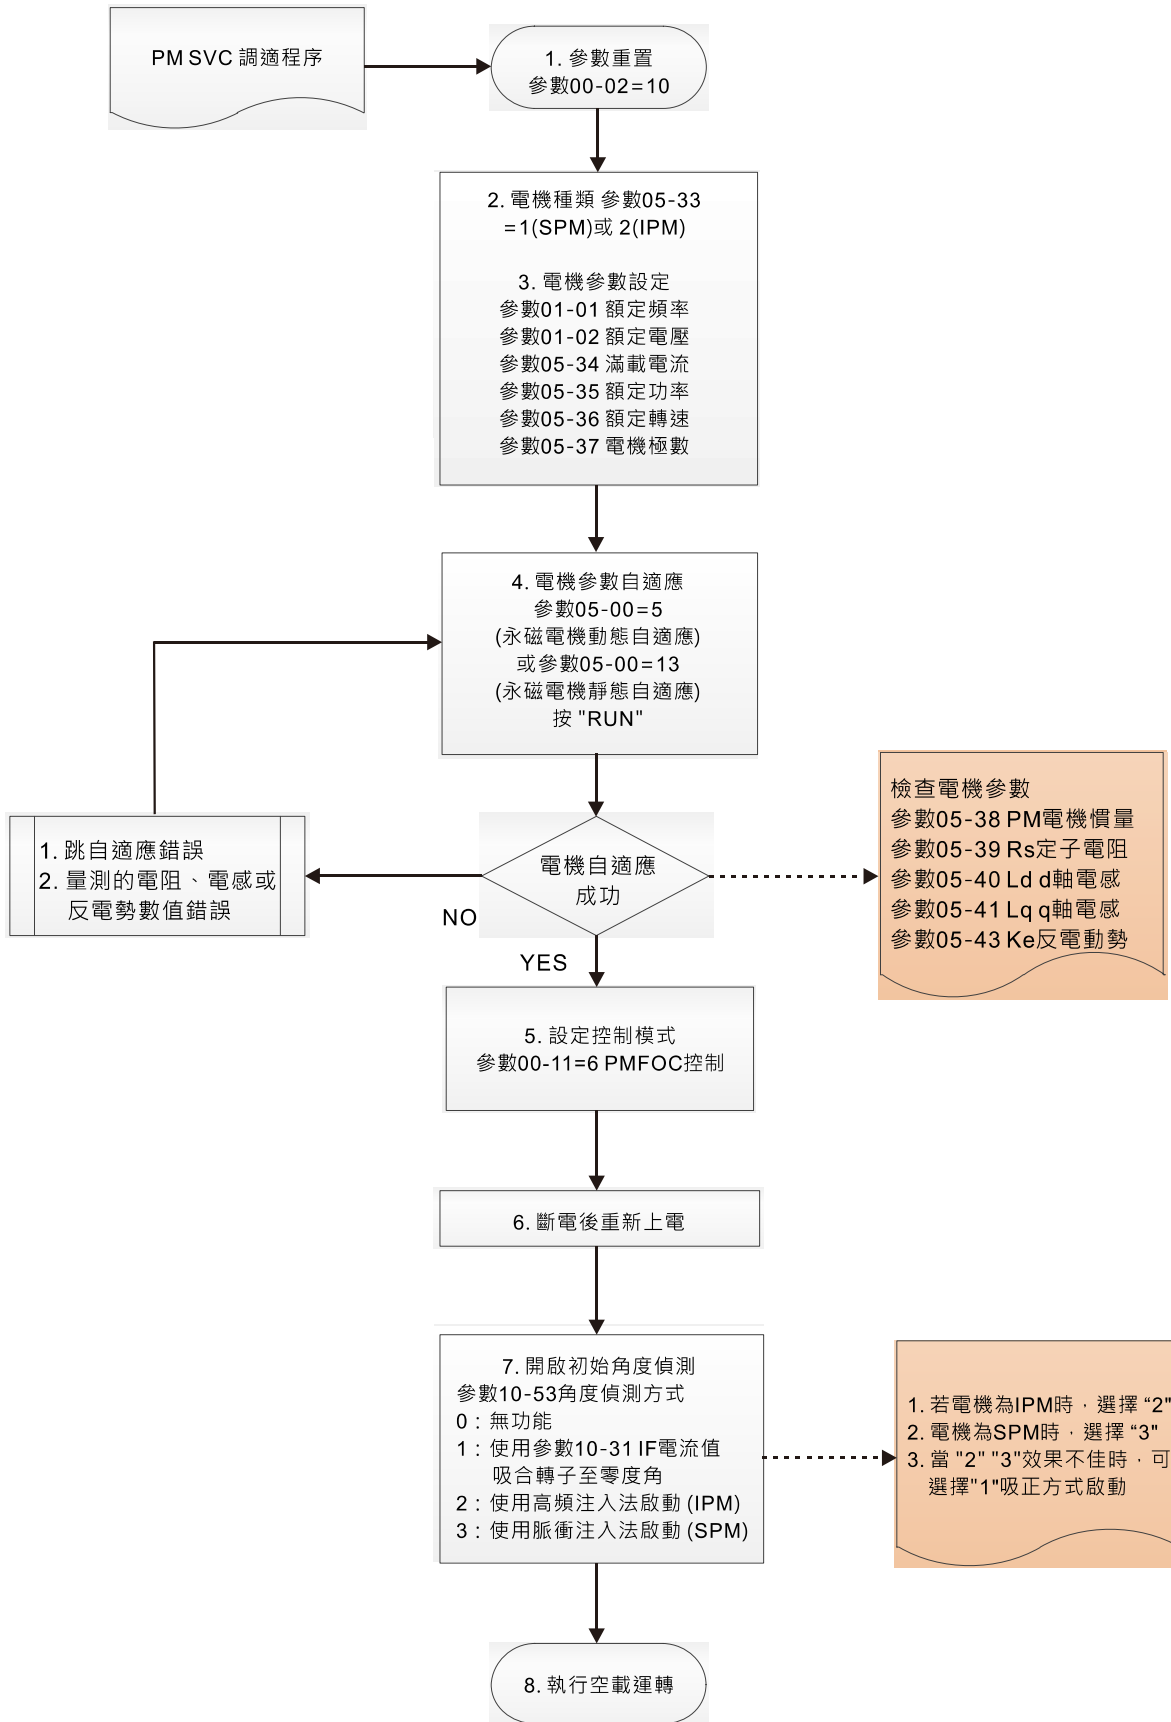 PM SVC 調適程序
1. 參數重置
參數00-02=10
2. 電機種類 參數05-33
=1(SPM)或 2(IPM)
3. 電機參數設定
參數01-01 額定頻率
參數01-02 額定電壓
參數05-34 滿載電流
參數05-35 額定功率
參數05-36 額定轉速
參數05-37 電機極數
4. 電機參數自適應
參數05-00=5
(永磁電機動態自適應)
或參數05-00=13
(永磁電機靜態自適應)
按 "RUN"
電機自適應
成功
NO
YES
1. 跳自適應錯誤
2. 量測的電阻、電感或
反電勢數值錯誤
檢查電機參數
參數05-38 PM電機慣量
參數05-39 Rs定子電阻
參數05-40 Ld d軸電感
參數05-41 Lq q軸電感
參數05-43 Ke反電動勢
5. 設定控制模式
參數00-11=6 PMFOC控制
6. 斷電後重新上電
7. 開啟初始角度偵測
參數10-53角度偵測方式
0：無功能
1：使用參數10-31 IF電流值
吸合轉子至零度角
2：使用高頻注入法啟動 (IPM)
3：使用脈衝注入法啟動 (SPM)
1. 若電機為IPM時，選擇 “2"
2. 電機為SPM時，選擇 “3"
3. 當 "2" "3"效果不佳時，可
選擇"1"吸正方式啟動
8. 執行空載運轉